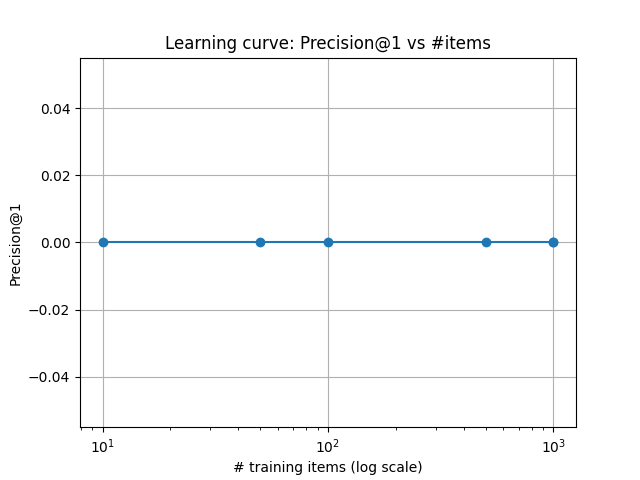 Learning curve: Precision@1 vs #items
0.04
0.02
0.00
−0.02
−0.04
Precision@1
10¹
10²
10³
# training items (log scale)